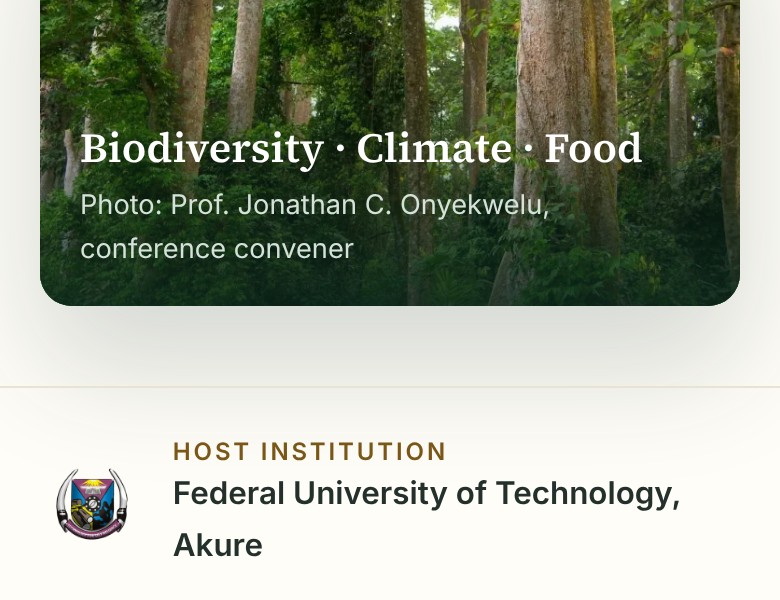 Biodiversity · Climate · Food
Photo: Prof. Jonathan C. Onyekwelu,
conference convener
HOST INSTITUTION
Federal University of Technology,
Akure